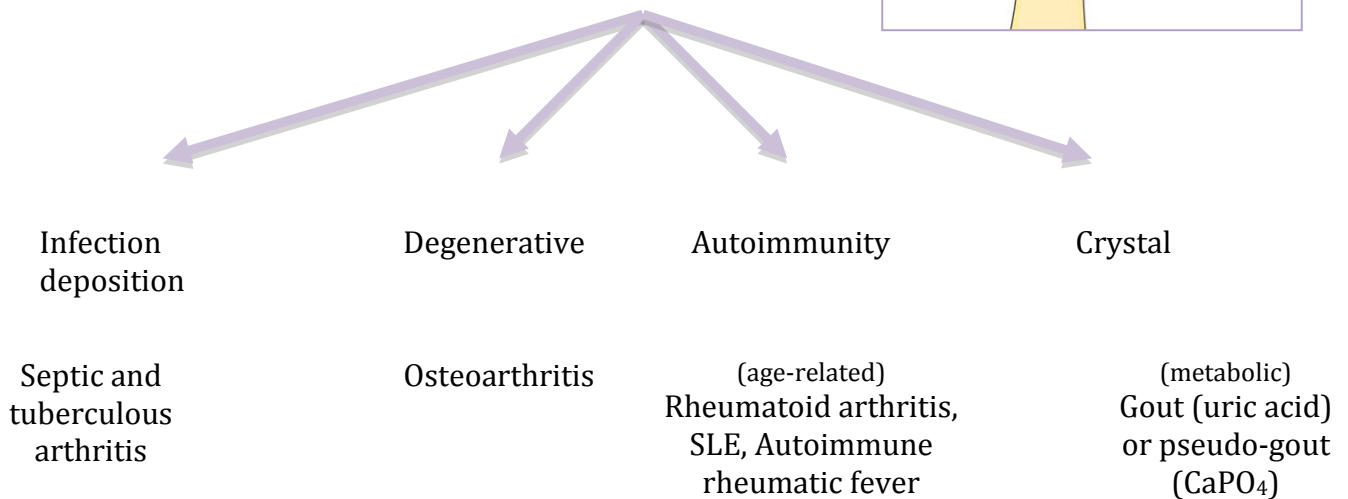 Infection Degenerative Autoimmunity Crystal
deposition
Septic and
tuberculous
arthritis
Osteoarthritis
(age-related)
Rheumatoid arthritis,
SLE, Autoimmune
rheumatic fever
(metabolic)
Gout (uric acid)
or pseudo-gout
(CaPO₄)